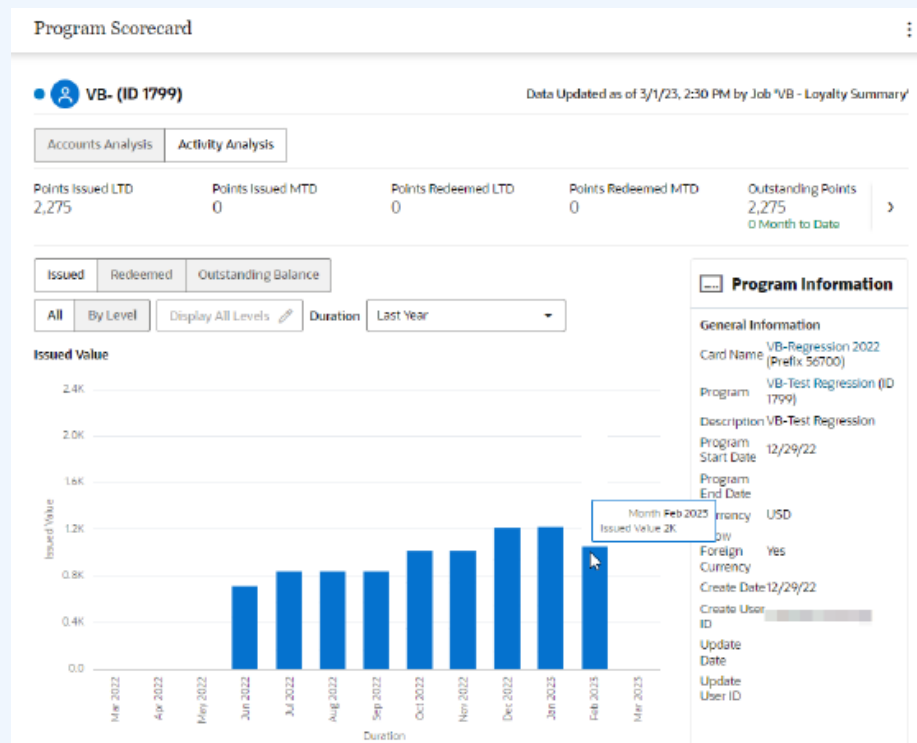 Program Scorecard
VB- (ID 1799)
Data Updated as of 3/1/23, 2:30 PM by Job 'VB - Loyalty Summary'
Accounts Analysis
Activity Analysis
Points Issued LTD
2,275
Points Issued MTD
0
Points Redeemed LTD
0
Points Redeemed MTD
0
Outstanding Points
2,275
0 Month to Date
Issued
Redeemed
Outstanding Balance
All
By Level
Display All Levels
Duration
Last Year
Issued Value
2.4K
2.0K
1.6K
1.2K
0.8K
0.4K
0.0
Issued Value
Month Feb 2023
Issued Value 2K
Mar 2022
Apr 2022
May 2022
Jun 2022
Jul 2022
Aug 2022
Sep 2022
Oct 2022
Nov 2022
Dec 2022
Jan 2023
Feb 2023
Mar 2023
Duration
Program Information
General Information
Card Name
VB-Regression 2022
(Prefix 56700)
Program
VB-Test Regression (ID
1799)
Description VB-Test Regression
Program
Start Date
12/29/22
Program
End Date
rrency
USD
ow
Foreign
Currency
Yes
Create Date 12/29/22
Create User
ID
Update
Date
Update
User ID